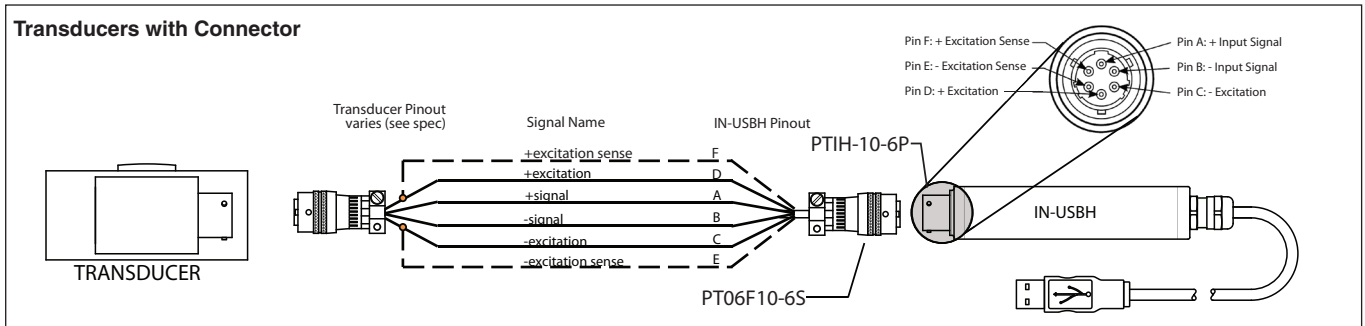 Transducers with Connector
Transducer Pinout
varies (see spec)
Signal Name
IN-USBH Pinout
+excitation sense F
+excitation D
+signal A
-signal B
-excitation C
-excitation sense E
TRANSDUCER
PT06F10-6S
PTIH-10-6P
IN-USBH
Pin F: + Excitation Sense
Pin E: - Excitation Sense
Pin D: + Excitation
Pin A: + Input Signal
Pin B: - Input Signal
Pin C: - Excitation